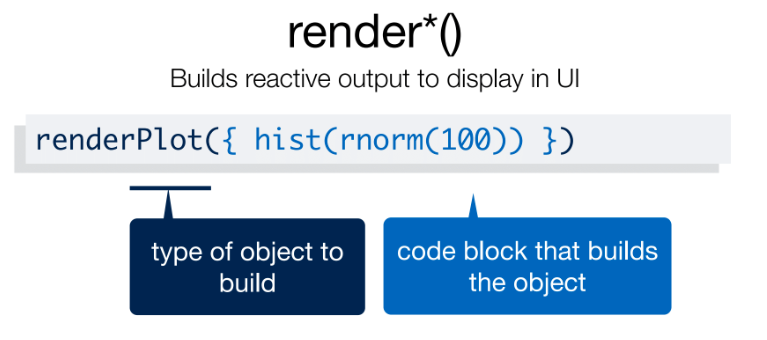 render*()
Builds reactive output to display in UI
renderPlot({ hist(rnorm(100)) })
type of object to
build
code block that builds
the object